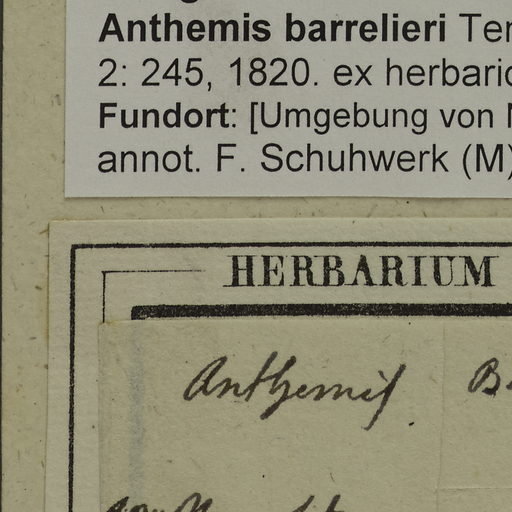 Anthemis barrelieri Ten
2: 245, 1820. ex herbario
Fundort: [Umgebung von
annot. F. Schuhwerk (M)
HERBARIUM
Anthemis B